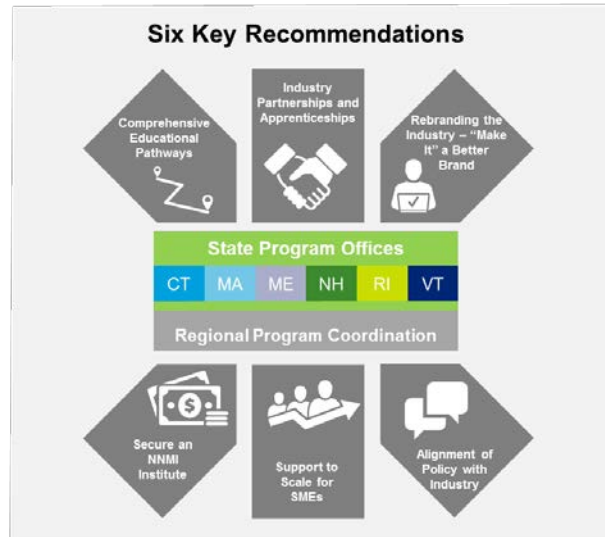 Six Key Recommendations
Comprehensive
Educational
Pathways
Industry
Partnerships and
Apprenticeships
Rebranding the
Industry – “Make
It” a Better
Brand
State Program Offices
CT MA ME NH RI VT
Regional Program Coordination
$
Secure an
NNMI
Institute
Support to
Scale for
SMEs
Alignment of
Policy with
Industry